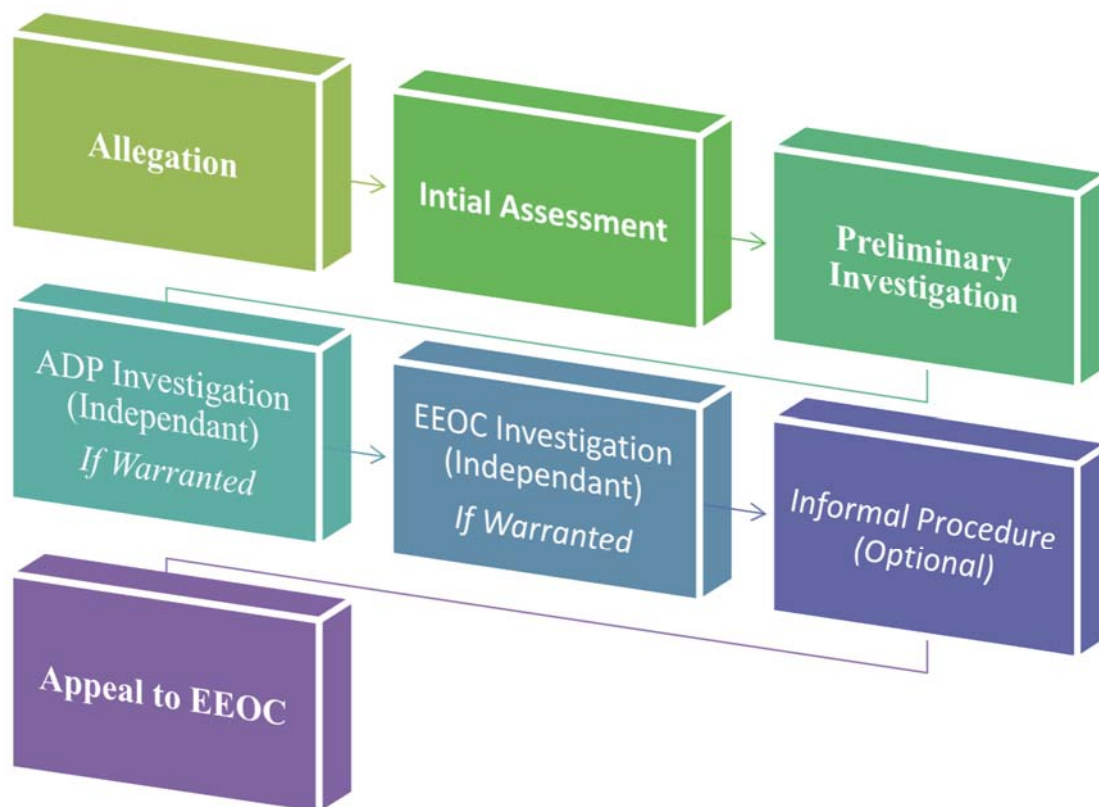 Allegation
Intial Assessment
Preliminary
Investigation
ADP Investigation
(Independant)
If Warranted
EEOC Investigation
(Independant)
If Warranted
Informal Procedure
(Optional)
Appeal to EEOC